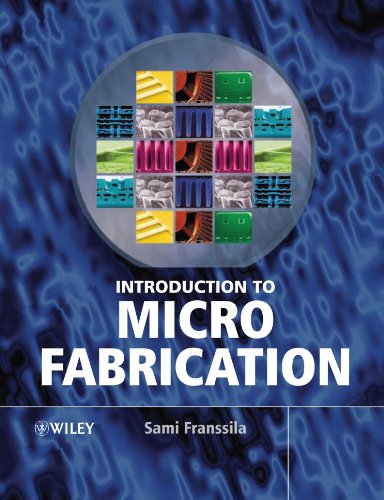 INTRODUCTION TO
MICRO
FABRICATION
WILEY
Sami Franssila